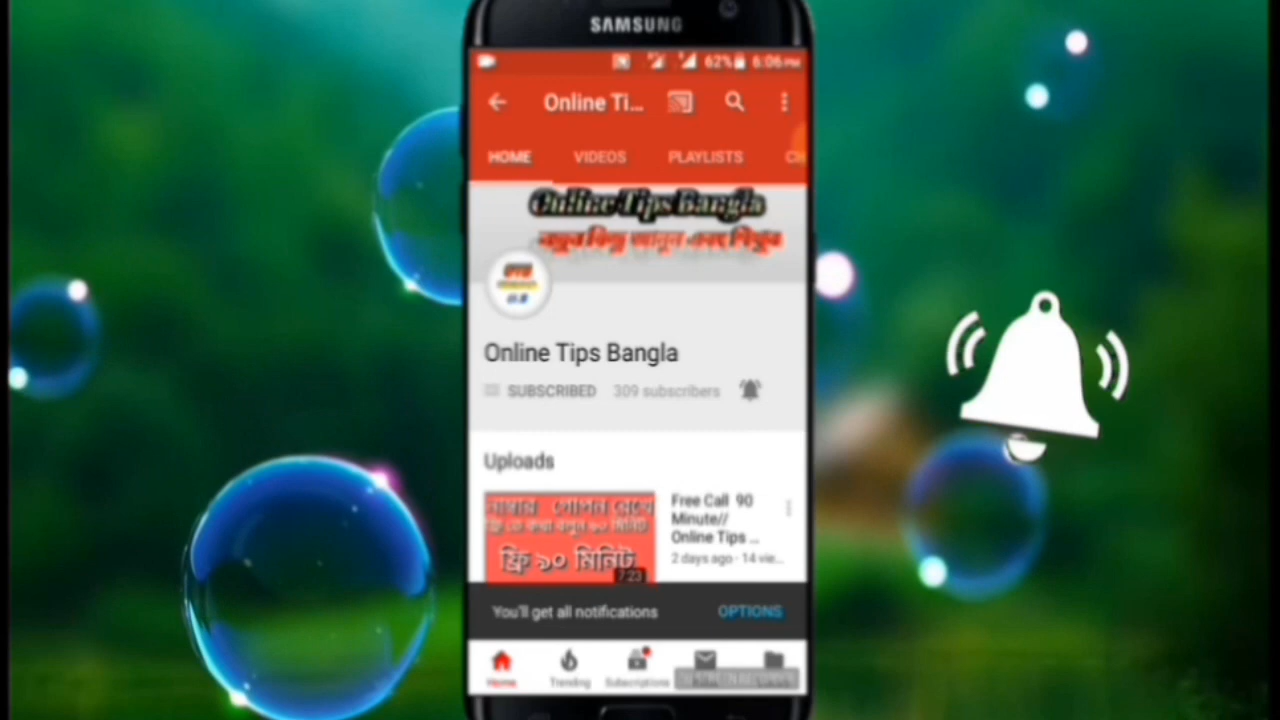 SAMSUNG
62% 6:06 PM
Online Ti...
HOME VIDEOS PLAYLISTS CH
Online Tips Bangla
Online Tips Bangla
SUBSCRIBED 309 subscribers
Uploads
নাম্বার গোপন রেখে
ফ্রি ৯০ মিনিট
7:23
Free Call 90
Minute//
Online Tips ...
2 days ago · 14 vie...
You'll get all notifications OPTIONS
Home Trending Subscriptions